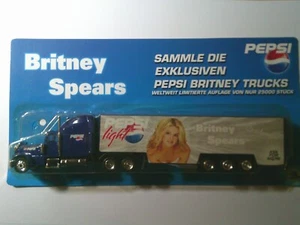 Britney
Spears
SAMMLE DIE
EXKLUSIVEN
PEPSI BRITNEY TRUCKS
WELTWEIT LIMITIERTE AUFLAGE VON NUR 25000 STÜCK
PEPSI
PEPSI
light
Britney
Spears